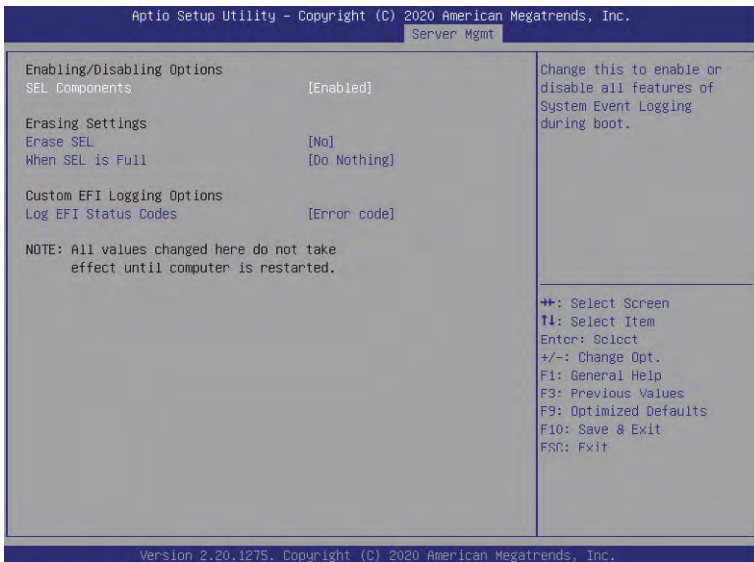 Aptio Setup Utility – Copyright (C) 2020 American Megatrends, Inc.
Server Mgmt
Enabling/Disabling Options
SEL Components [Enabled]
Erasing Settings
Erase SEL [No]
When SEL is Full [Do Nothing]
Custom EFI Logging Options
Log EFI Status Codes [Error code]
NOTE: All values changed here do not take
effect until computer is restarted.
Change this to enable or
disable all features of
System Event Logging
during boot.
→←: Select Screen
↑↓: Select Item
Enter: Select
+/-: Change Opt.
F1: General Help
F3: Previous Values
F9: Optimized Defaults
F10: Save & Exit
ESC: Exit
Version 2.20.1275. Copyright (C) 2020 American Megatrends, Inc.